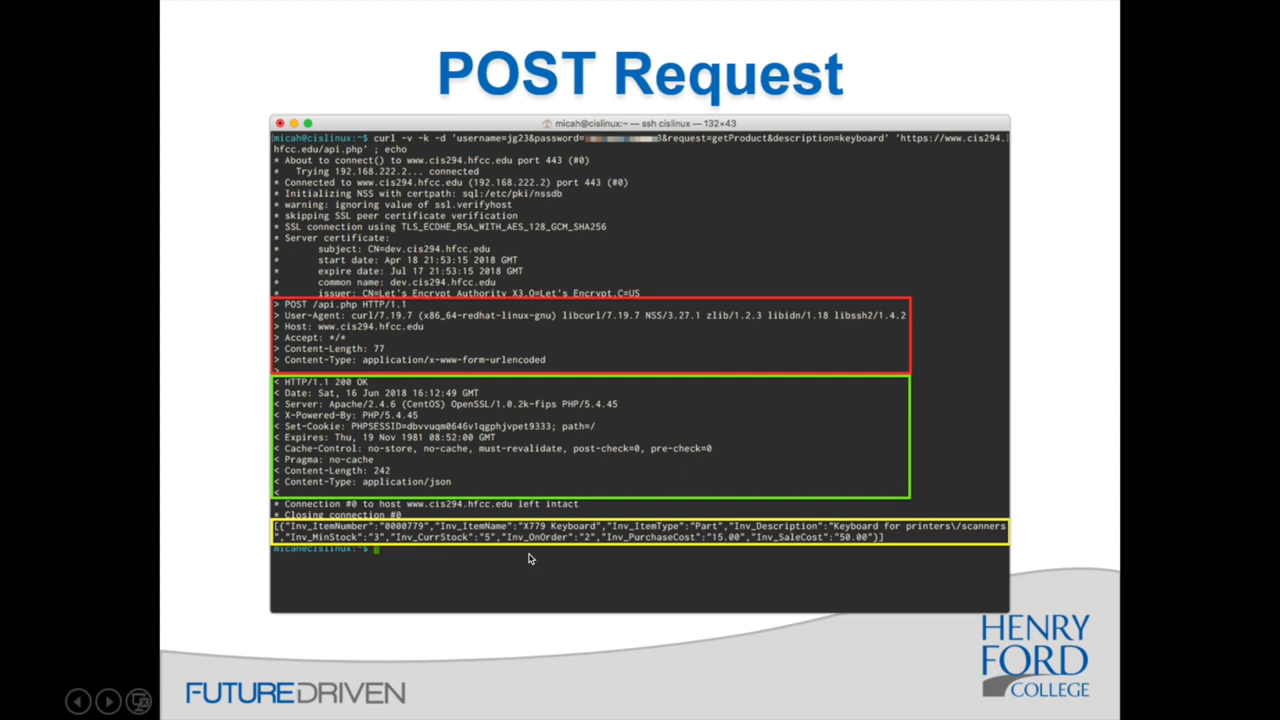 POST Request
micah@cislinux:~ — ssh cislinux — 132×43
[micah@cislinux:~$ curl -v -k -d 'username=jg23&password= 3&request=getProduct&description=keyboard' 'https://www.cis294.
hfcc.edu/api.php' ; echo
* About to connect() to www.cis294.hfcc.edu port 443 (#0)
*   Trying 192.168.222.2... connected
* Connected to www.cis294.hfcc.edu (192.168.222.2) port 443 (#0)
* Initializing NSS with certpath: sql:/etc/pki/nssdb
* warning: ignoring value of ssl.verifyhost
* skipping SSL peer certificate verification
* SSL connection using TLS_ECDHE_RSA_WITH_AES_128_GCM_SHA256
* Server certificate:
*       subject: CN=dev.cis294.hfcc.edu
*       start date: Apr 18 21:53:15 2018 GMT
*       expire date: Jul 17 21:53:15 2018 GMT
*       common name: dev.cis294.hfcc.edu
*       issuer: CN=Let's Encrypt Authority X3,O=Let's Encrypt,C=US
> POST /api.php HTTP/1.1
> User-Agent: curl/7.19.7 (x86_64-redhat-linux-gnu) libcurl/7.19.7 NSS/3.27.1 zlib/1.2.3 libidn/1.18 libssh2/1.4.2
> Host: www.cis294.hfcc.edu
> Accept: */*
> Content-Length: 77
> Content-Type: application/x-www-form-urlencoded
>
< HTTP/1.1 200 OK
< Date: Sat, 16 Jun 2018 16:12:49 GMT
< Server: Apache/2.4.6 (CentOS) OpenSSL/1.0.2k-fips PHP/5.4.45
< X-Powered-By: PHP/5.4.45
< Set-Cookie: PHPSESSID=dbvvuqm0646v1qgphjvpet9333; path=/
< Expires: Thu, 19 Nov 1981 08:52:00 GMT
< Cache-Control: no-store, no-cache, must-revalidate, post-check=0, pre-check=0
< Pragma: no-cache
< Content-Length: 242
< Content-Type: application/json
<
* Connection #0 to host www.cis294.hfcc.edu left intact
* Closing connection #0
[{"Inv_ItemNumber":"0000779","Inv_ItemName":"X779 Keyboard","Inv_ItemType":"Part","Inv_Description":"Keyboard for printers\/scanners
","Inv_MinStock":"3","Inv_CurrStock":"5","Inv_OnOrder":"2","Inv_PurchaseCost":"15.00","Inv_SaleCost":"50.00"}]
micah@cislinux:~$
HENRY
FORD
COLLEGE
FUTUREDRIVEN